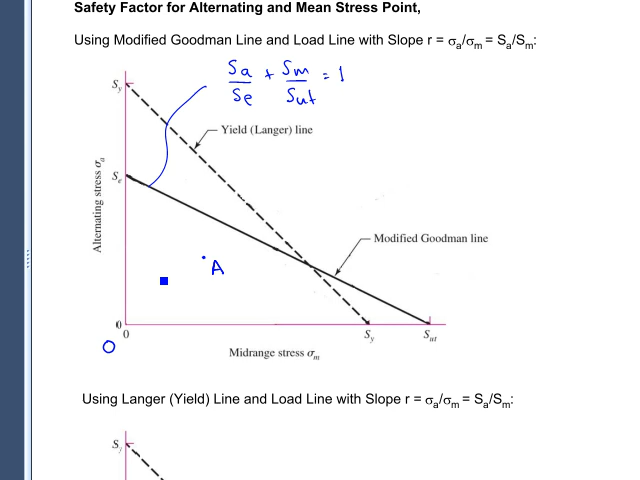 Safety Factor for Alternating and Mean Stress Point,
Using Modified Goodman Line and Load Line with Slope r = σa/σm = Sa/Sm:
Sa/Se + Sm/Sut = 1
Sy
Yield (Langer) line
Alternating stress σa
Se
Modified Goodman line
A
0
0
Sy
Sut
O
Midrange stress σm
Using Langer (Yield) Line and Load Line with Slope r = σa/σm = Sa/Sm:
Sy